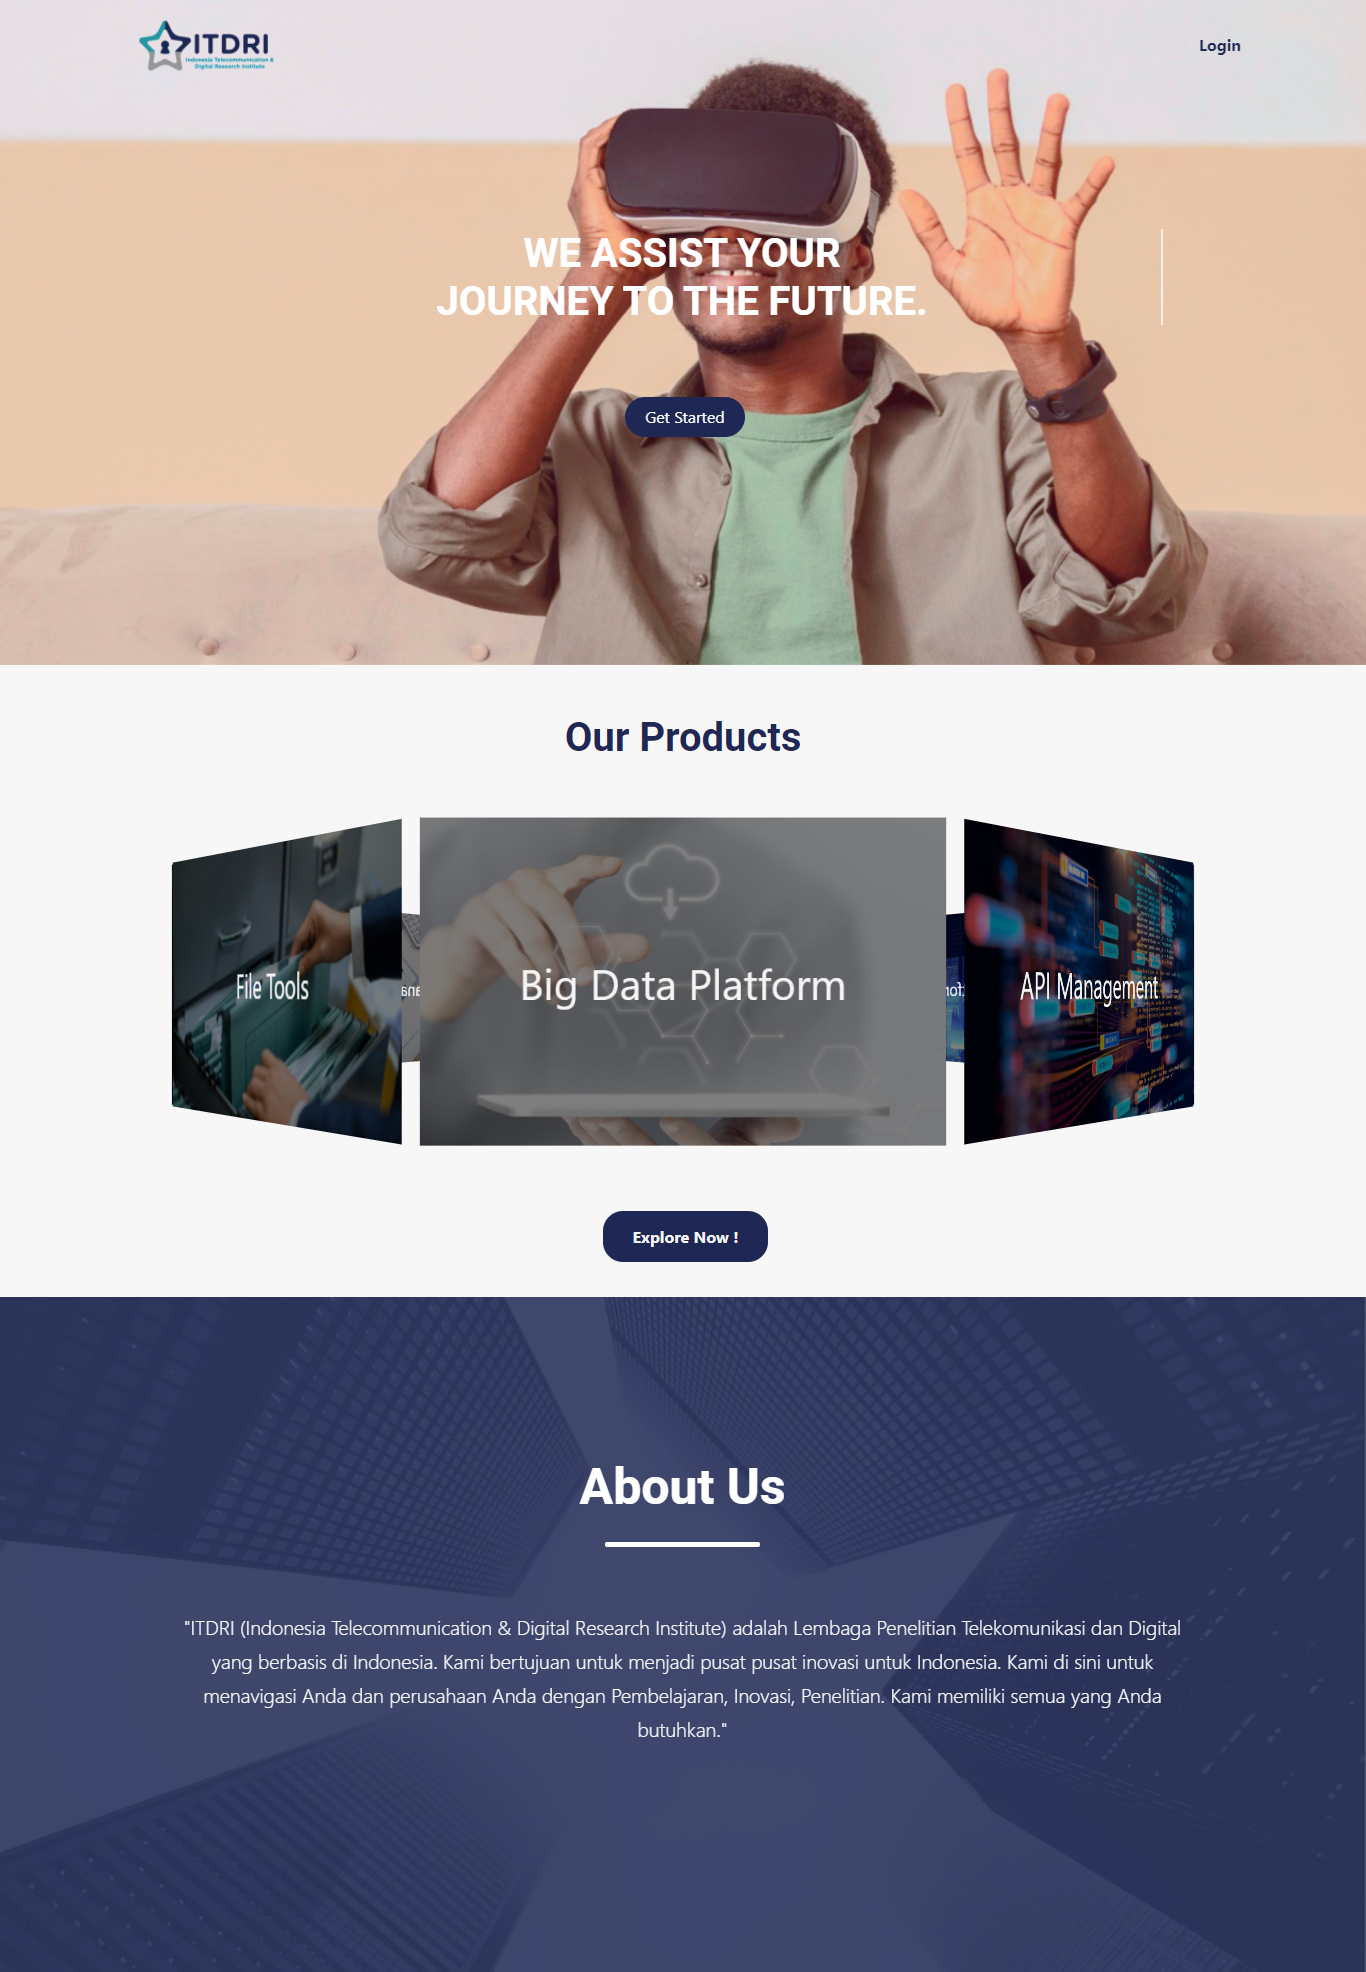 ITDRI
Indonesia Telecommunication &
Digital Research Institute
Login
WE ASSIST YOUR
JOURNEY TO THE FUTURE.
Get Started
Our Products
File Tools
Big Data Platform
API Management
Explore Now !
About Us
"ITDRI (Indonesia Telecommunication & Digital Research Institute) adalah Lembaga Penelitian Telekomunikasi dan Digital
yang berbasis di Indonesia. Kami bertujuan untuk menjadi pusat pusat inovasi untuk Indonesia. Kami di sini untuk
menavigasi Anda dan perusahaan Anda dengan Pembelajaran, Inovasi, Penelitian. Kami memiliki semua yang Anda
butuhkan."